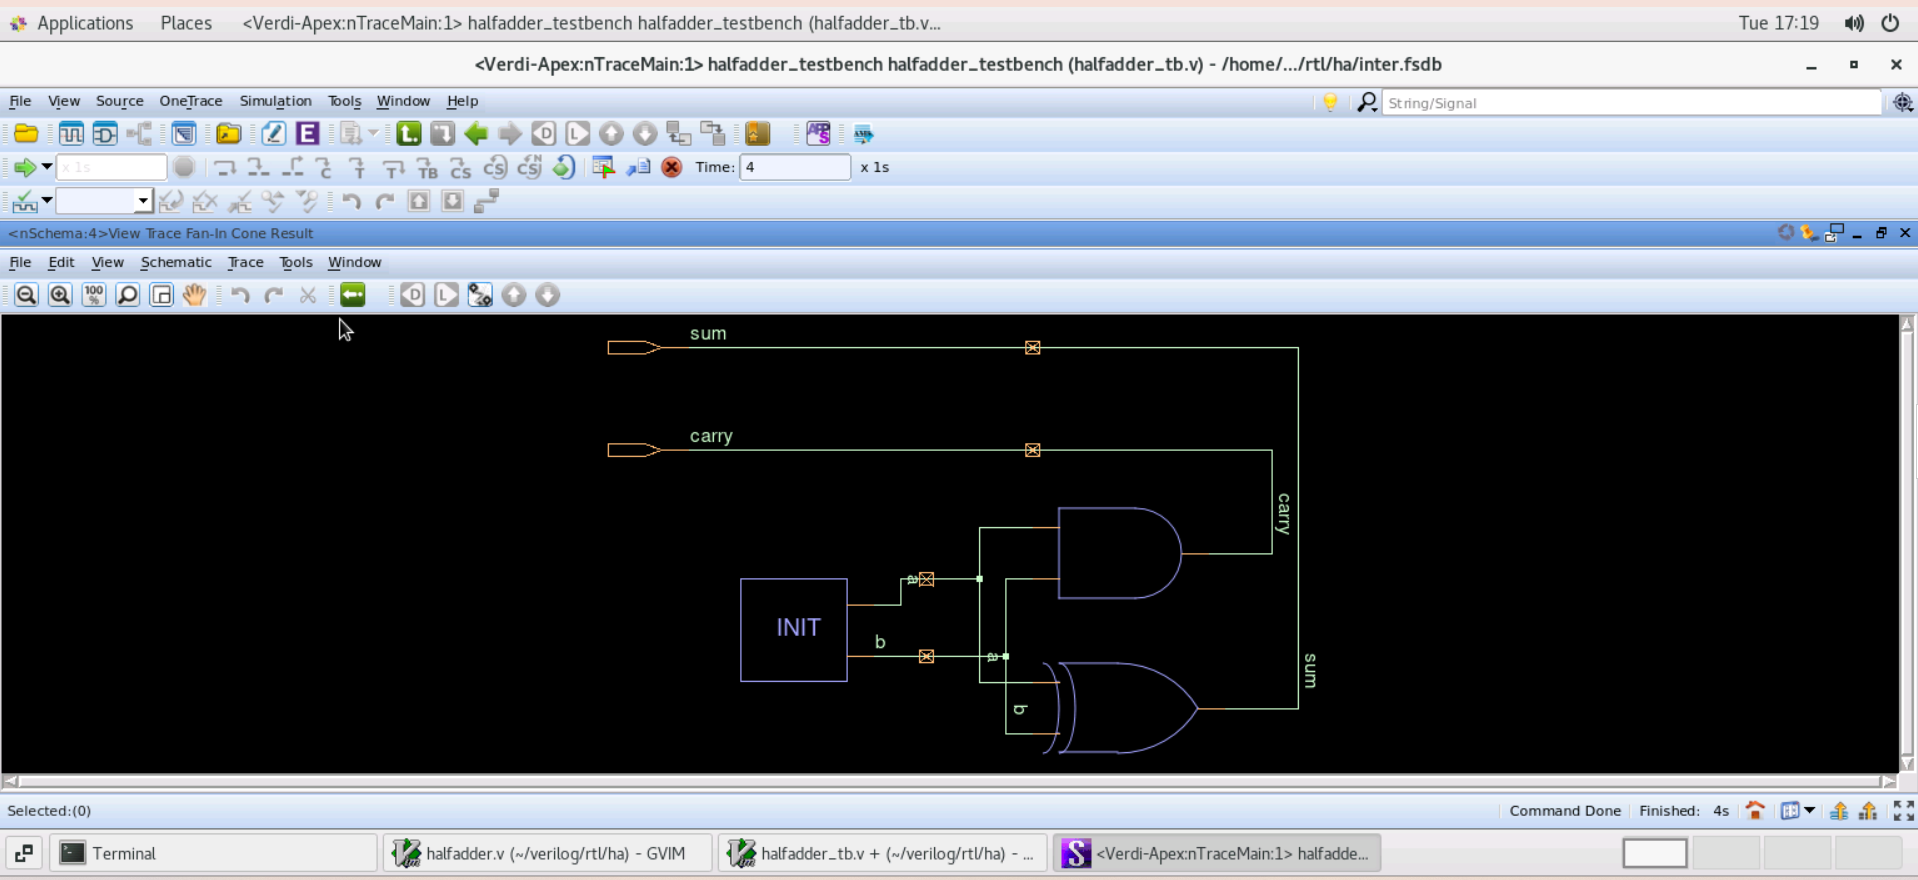 Applications Places <Verdi-Apex:nTraceMain:1> halfadder_testbench halfadder_testbench (halfadder_tb.v... Tue 17:19
<Verdi-Apex:nTraceMain:1> halfadder_testbench halfadder_testbench (halfadder_tb.v) - /home/.../rtl/ha/inter.fsdb
File View Source OneTrace Simulation Tools Window Help String/Signal
x 1s Time: 4 x 1s
<nSchema:4>View Trace Fan-In Cone Result
File Edit View Schematic Trace Tools Window
100 %
sum
carry
carry
a
INIT
b
a
sum
b
Selected:(0) Command Done Finished: 4s
Terminal halfadder.v (~/verilog/rtl/ha) - GVIM halfadder_tb.v + (~/verilog/rtl/ha) - ... <Verdi-Apex:nTraceMain:1> halfadde...